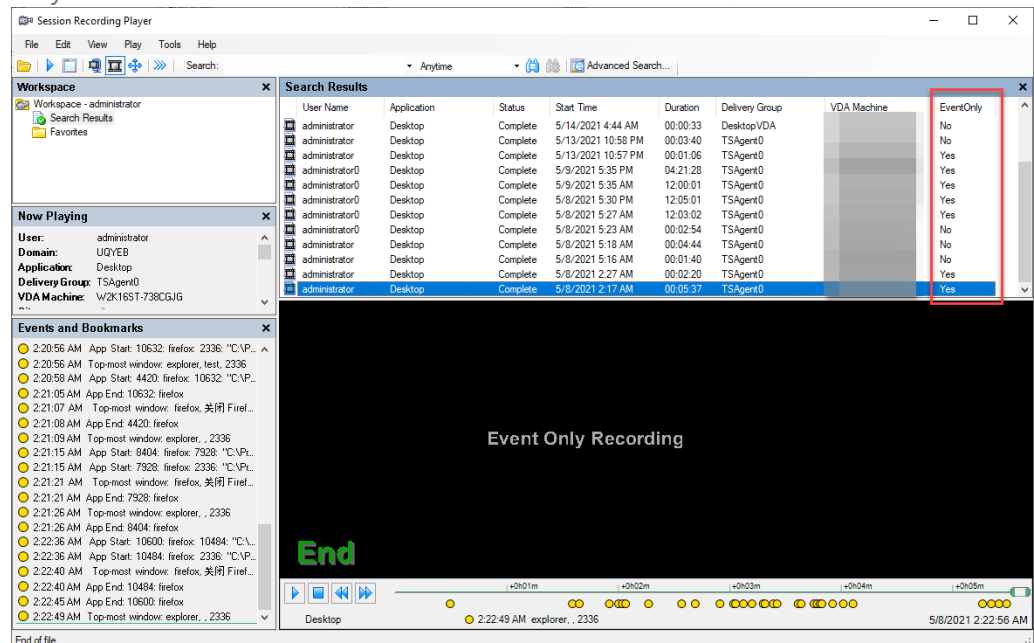 Session Recording Player
File Edit View Play Tools Help
Search: Anytime Advanced Search...
Workspace
Workspace - administrator
Search Results
Favorites
Search Results
User Name Application Status Start Time Duration Delivery Group VDA Machine EventOnly
administrator Desktop Complete 5/14/2021 4:44 AM 00:00:33 DesktopVDA No
administrator Desktop Complete 5/13/2021 10:58 PM 00:03:40 TSAgent0 No
administrator Desktop Complete 5/13/2021 10:57 PM 00:01:06 TSAgent0 Yes
administrator0 Desktop Complete 5/9/2021 5:35 PM 04:21:28 TSAgent0 Yes
administrator0 Desktop Complete 5/9/2021 5:35 AM 12:00:01 TSAgent0 Yes
administrator0 Desktop Complete 5/8/2021 5:30 PM 12:05:01 TSAgent0 Yes
administrator0 Desktop Complete 5/8/2021 5:27 AM 12:03:02 TSAgent0 Yes
administrator0 Desktop Complete 5/8/2021 5:23 AM 00:02:54 TSAgent0 No
administrator Desktop Complete 5/8/2021 5:18 AM 00:04:44 TSAgent0 No
administrator Desktop Complete 5/8/2021 5:16 AM 00:01:40 TSAgent0 No
administrator Desktop Complete 5/8/2021 2:27 AM 00:02:20 TSAgent0 Yes
administrator Desktop Complete 5/8/2021 2:17 AM 00:05:37 TSAgent0 Yes
Now Playing
User: administrator
Domain: UQYEB
Application: Desktop
Delivery Group: TSAgent0
VDA Machine: W2K16ST-738CGJG
Events and Bookmarks
2:20:56 AM App Start: 10632: firefox: 2336: "C:\P...
2:20:56 AM Top-most window: explorer, test, 2336
2:20:58 AM App Start: 4420: firefox: 10632: "C:\P...
2:21:05 AM App End: 10632: firefox
2:21:07 AM Top-most window: firefox, 关闭 Firef...
2:21:08 AM App End: 4420: firefox
2:21:09 AM Top-most window: explorer, , 2336
2:21:15 AM App Start: 8404: firefox: 7928: "C:\Pr...
2:21:15 AM App Start: 7928: firefox: 2336: "C:\Pr...
2:21:21 AM Top-most window: firefox, 关闭 Firef...
2:21:21 AM App End: 7928: firefox
2:21:26 AM Top-most window: explorer, , 2336
2:21:26 AM App End: 8404: firefox
2:22:36 AM App Start: 10600: firefox: 10484: "C:\...
2:22:36 AM App Start: 10484: firefox: 2336: "C:\P...
2:22:40 AM Top-most window: firefox, 关闭 Firef...
2:22:40 AM App End: 10484: firefox
2:22:45 AM App End: 10600: firefox
2:22:49 AM Top-most window: explorer, , 2336
Event Only Recording
End
+0h01m +0h02m +0h03m +0h04m +0h05m
Desktop 2:22:49 AM explorer, , 2336 5/8/2021 2:22:56 AM
End of file